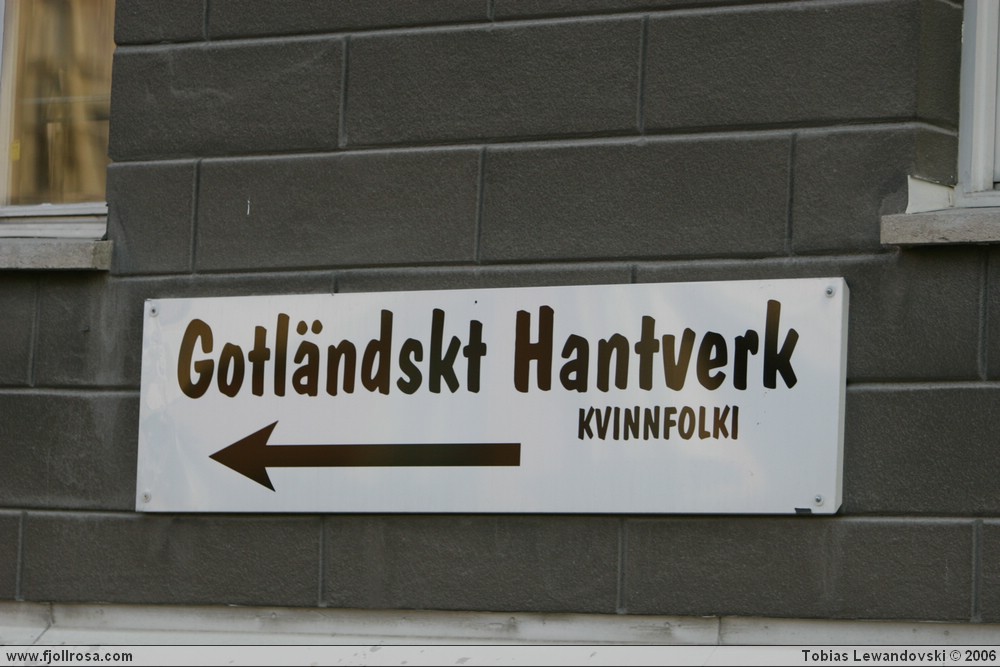 Gotländskt Hantverk
KVINNFOLKI
www.fjollrosa.com
Tobias Lewandovski © 2006